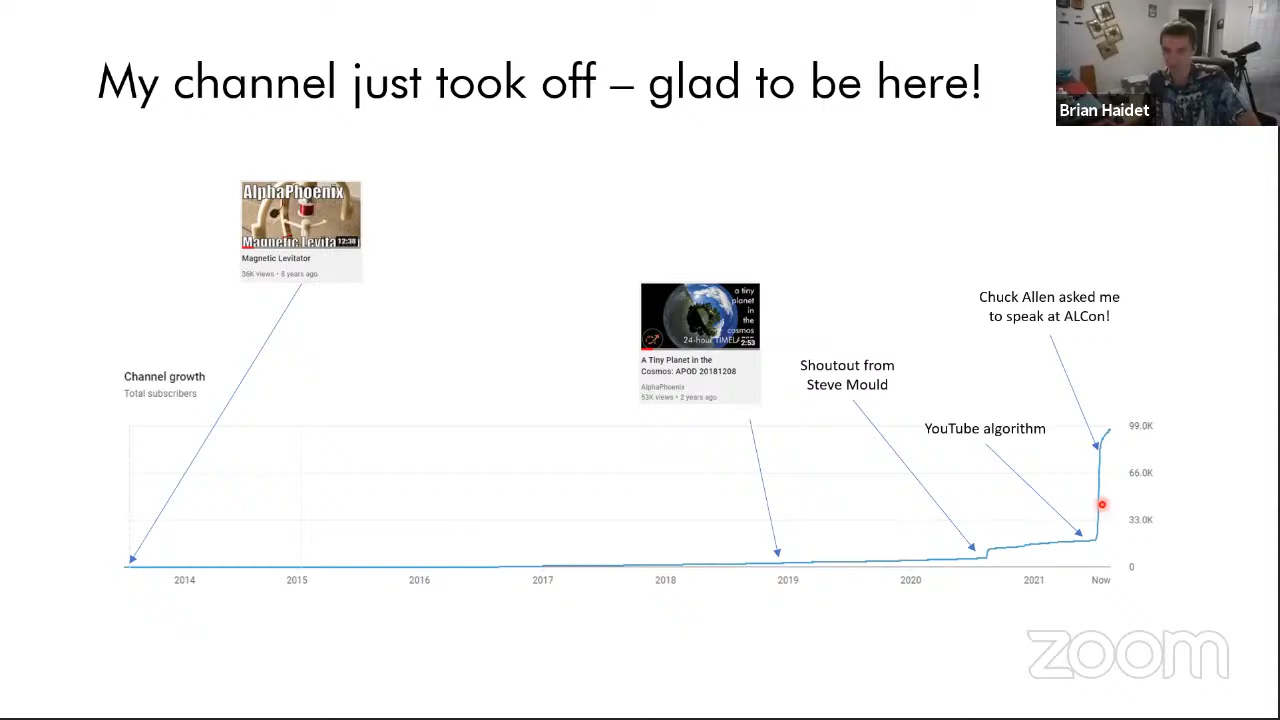 My channel just took off – glad to be here!
Brian Haidet
AlphaPhoenix
Magnetic Levita
12:38
Magnetic Levitator
36K views • 8 years ago
a tiny
planet
in
the
cosmos
24-hour TIMELA
2:53
A Tiny Planet in the
Cosmos: APOD 20181208
AlphaPhoenix
53K views • 2 years ago
Chuck Allen asked me
to speak at ALCon!
Shoutout from
Steve Mould
YouTube algorithm
Channel growth
Total subscribers
99.0K
66.0K
33.0K
0
2014
2015
2016
2017
2018
2019
2020
2021
Now
zoom